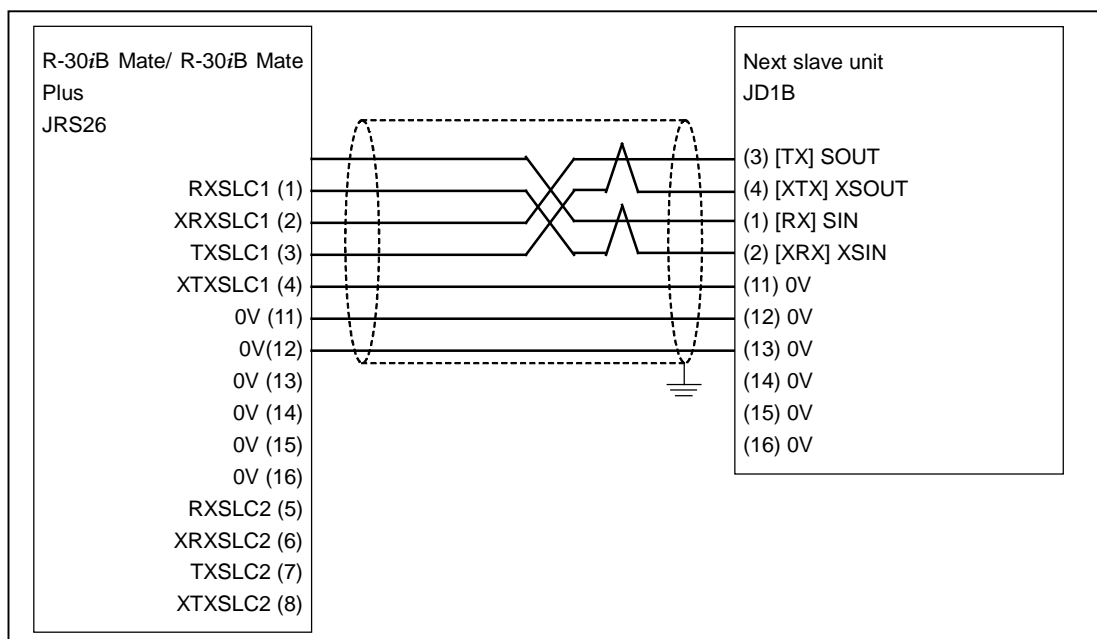 R-30iB Mate/ R-30iB Mate
Plus
JRS26
RXSLC1 (1)
XRXSLC1 (2)
TXSLC1 (3)
XTXSLC1 (4)
0V (11)
0V(12)
0V (13)
0V (14)
0V (15)
0V (16)
RXSLC2 (5)
XRXSLC2 (6)
TXSLC2 (7)
XTXSLC2 (8)
Next slave unit
JD1B
(3) [TX] SOUT
(4) [XTX] XSOUT
(1) [RX] SIN
(2) [XRX] XSIN
(11) 0V
(12) 0V
(13) 0V
(14) 0V
(15) 0V
(16) 0V